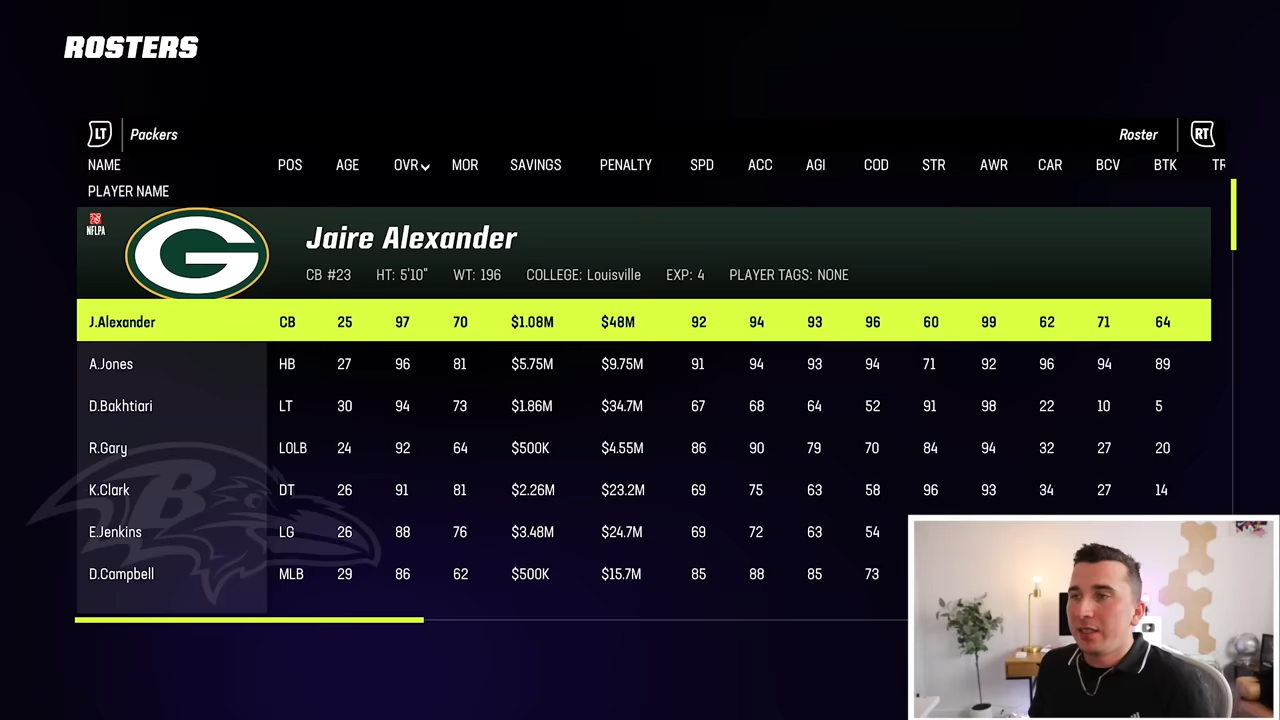 ROSTERS
LT Packers Roster RT
NAME POS AGE OVR MOR SAVINGS PENALTY SPD ACC AGI COD STR AWR CAR BCV BTK TR
PLAYER NAME
NFLPA
G
Jaire Alexander
CB #23 HT: 5'10" WT: 196 COLLEGE: Louisville EXP: 4 PLAYER TAGS: NONE
J.Alexander CB 25 97 70 $1.08M $48M 92 94 93 96 60 99 62 71 64
A.Jones HB 27 96 81 $5.75M $9.75M 91 94 93 94 71 92 96 94 89
D.Bakhtiari LT 30 94 73 $1.86M $34.7M 67 68 64 52 91 98 22 10 5
R.Gary LOLB 24 92 64 $500K $4.55M 86 90 79 70 84 94 32 27 20
K.Clark DT 26 91 81 $2.26M $23.2M 69 75 63 58 96 93 34 27 14
E.Jenkins LG 26 88 76 $3.48M $24.7M 69 72 63 54
D.Campbell MLB 29 86 62 $500K $15.7M 85 88 85 73
B